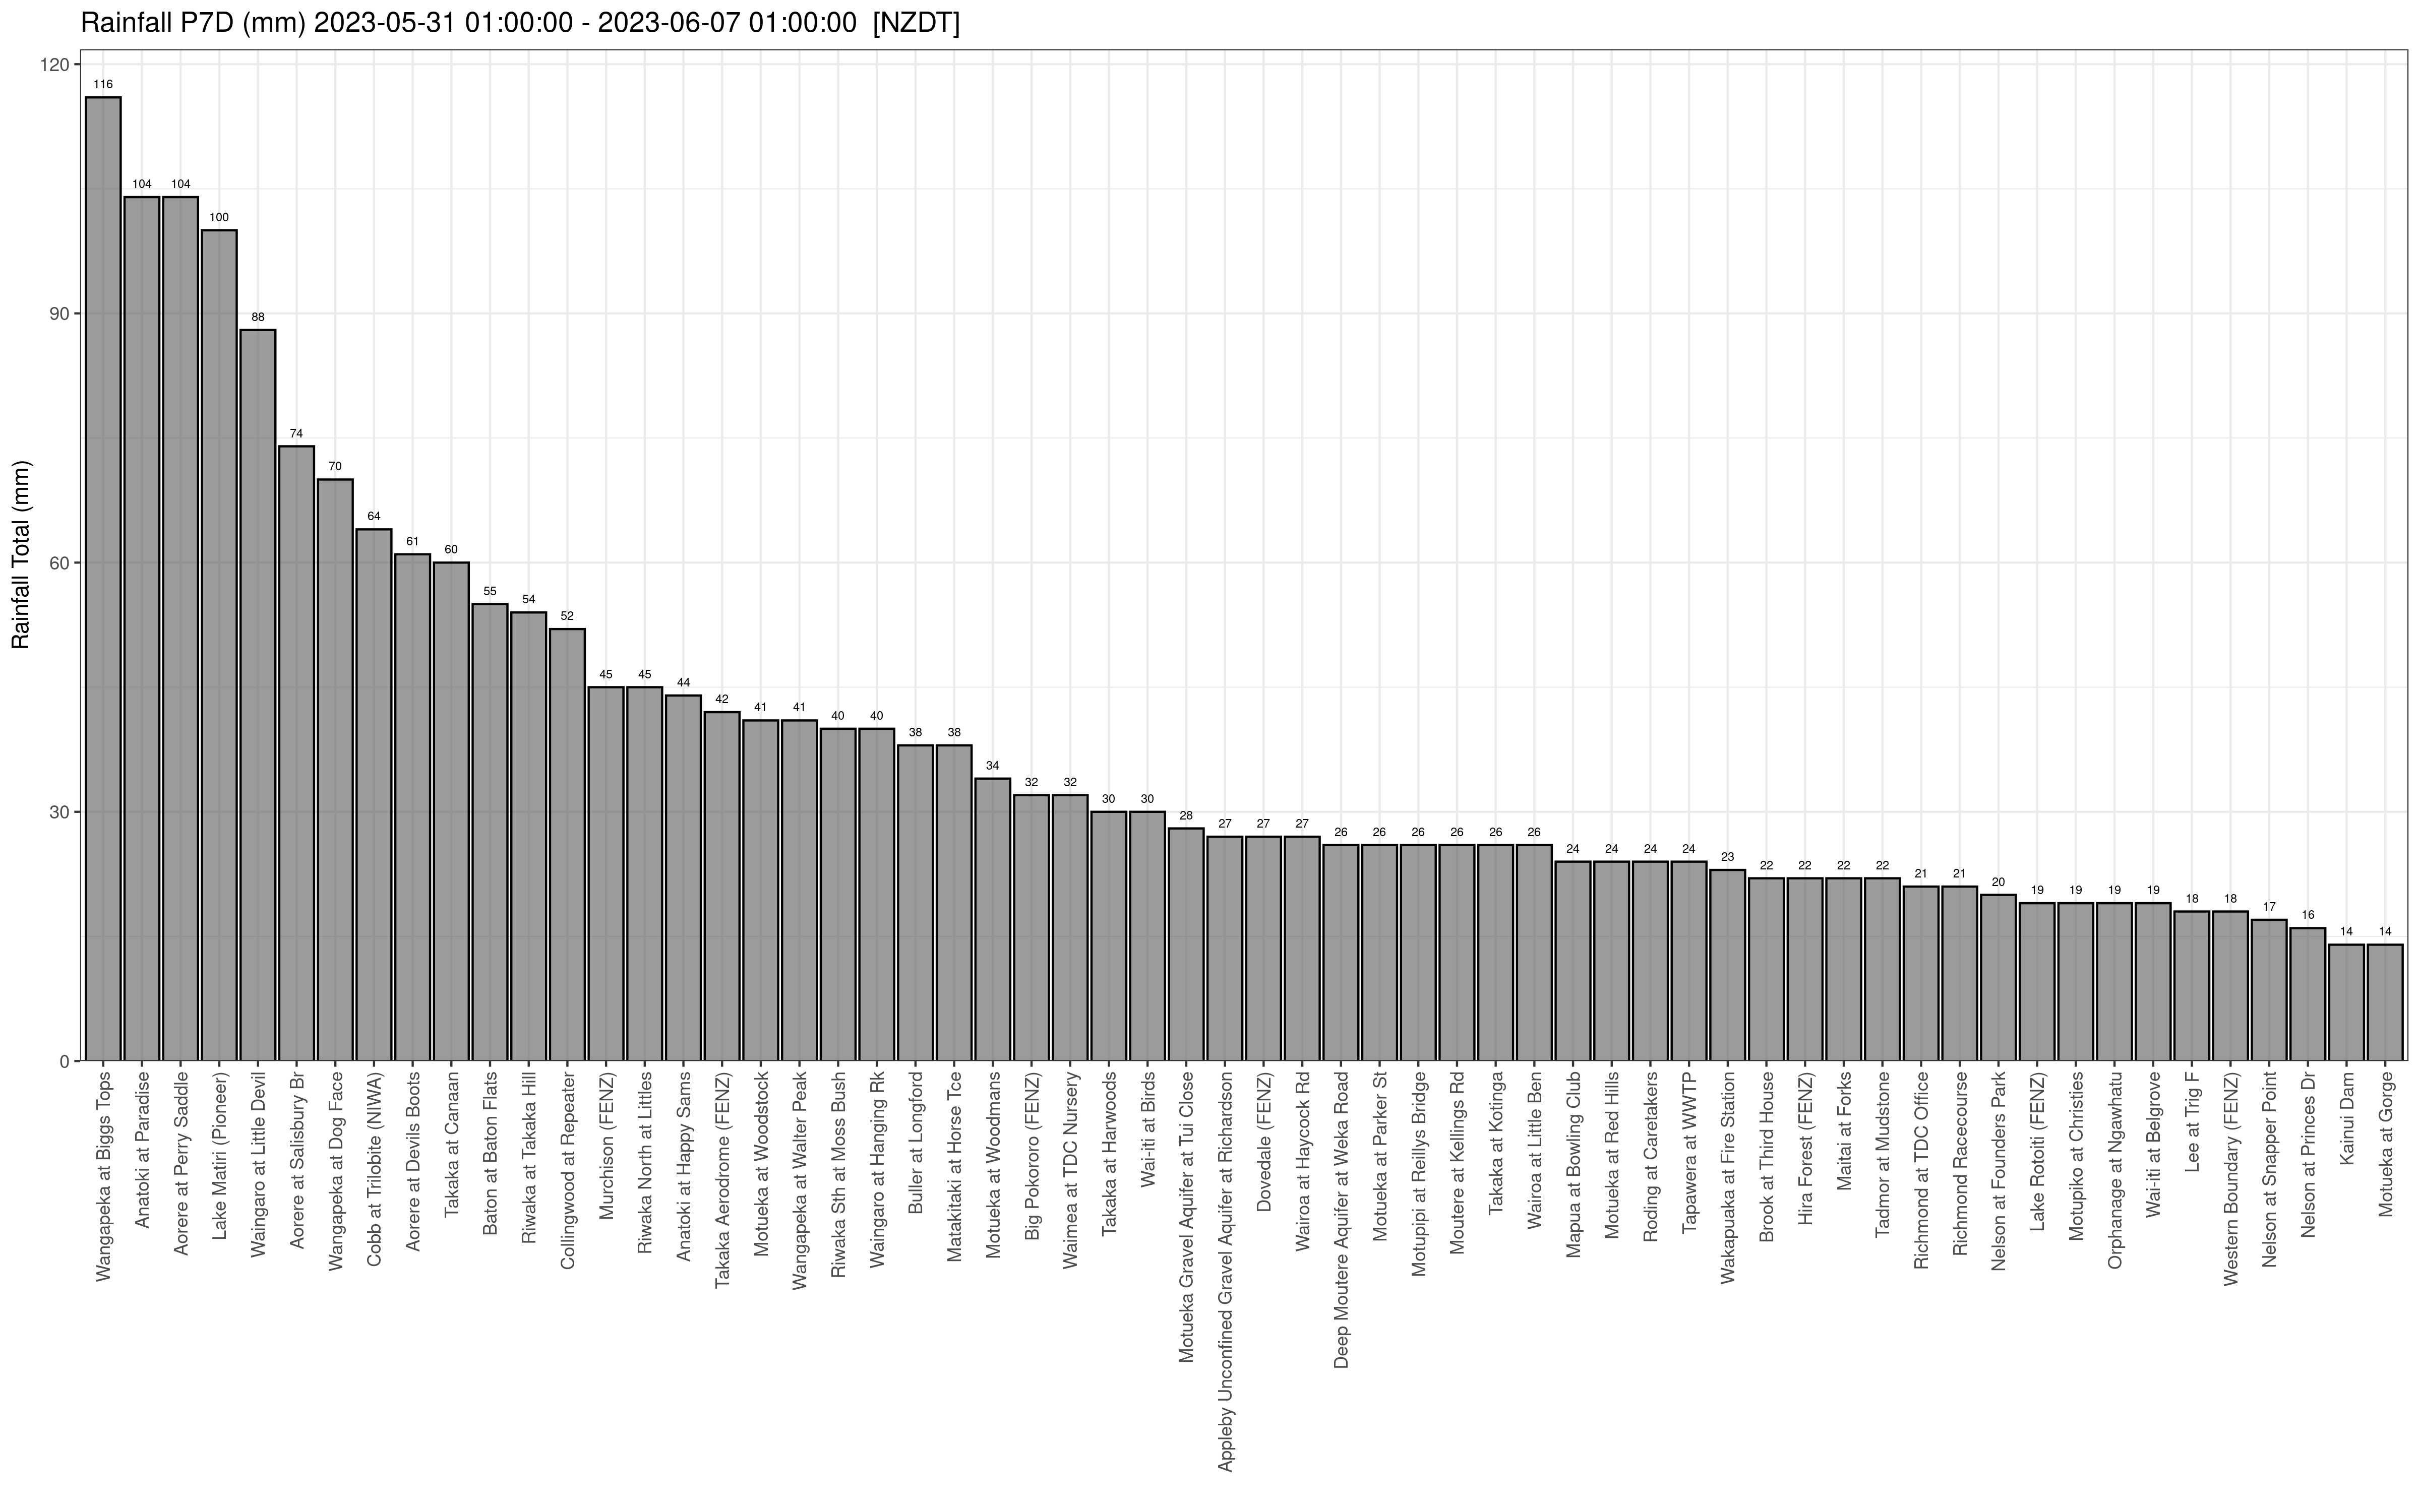 Rainfall P7D (mm) 2023-05-31 01:00:00 - 2023-06-07 01:00:00 [NZDT]
Rainfall Total (mm)
120
90
60
30
0
116
104
104
100
88
74
70
64
61
60
55
54
52
45
45
44
42
41
41
40
40
38
38
34
32
32
30
30
28
27
27
27
26
26
26
26
26
26
24
24
24
24
23
22
22
22
22
21
21
20
19
19
19
19
18
18
17
16
14
14
Wangapeka at Biggs Tops
Anatoki at Paradise
Aorere at Perry Saddle
Lake Matiri (Pioneer)
Waingaro at Little Devil
Aorere at Salisbury Br
Wangapeka at Dog Face
Cobb at Trilobite (NIWA)
Aorere at Devils Boots
Takaka at Canaan
Baton at Baton Flats
Riwaka at Takaka Hill
Collingwood at Repeater
Murchison (FENZ)
Riwaka North at Littles
Anatoki at Happy Sams
Takaka Aerodrome (FENZ)
Motueka at Woodstock
Wangapeka at Walter Peak
Riwaka Sth at Moss Bush
Waingaro at Hanging Rk
Buller at Longford
Matakitaki at Horse Tce
Motueka at Woodmans
Big Pokororo (FENZ)
Waimea at TDC Nursery
Takaka at Harwoods
Wai-iti at Birds
Motueka Gravel Aquifer at Tui Close
Appleby Unconfined Gravel Aquifer at Richardson
Dovedale (FENZ)
Wairoa at Haycock Rd
Deep Moutere Aquifer at Weka Road
Motueka at Parker St
Motupipi at Reillys Bridge
Moutere at Kellings Rd
Takaka at Kotinga
Wairoa at Little Ben
Mapua at Bowling Club
Motueka at Red Hills
Roding at Caretakers
Tapawera at WWTP
Wakapuaka at Fire Station
Brook at Third House
Hira Forest (FENZ)
Maitai at Forks
Tadmor at Mudstone
Richmond at TDC Office
Richmond Racecourse
Nelson at Founders Park
Lake Rotoiti (FENZ)
Motupiko at Christies
Orphanage at Ngawhatu
Wai-iti at Belgrove
Lee at Trig F
Western Boundary (FENZ)
Nelson at Snapper Point
Nelson at Princes Dr
Kainui Dam
Motueka at Gorge